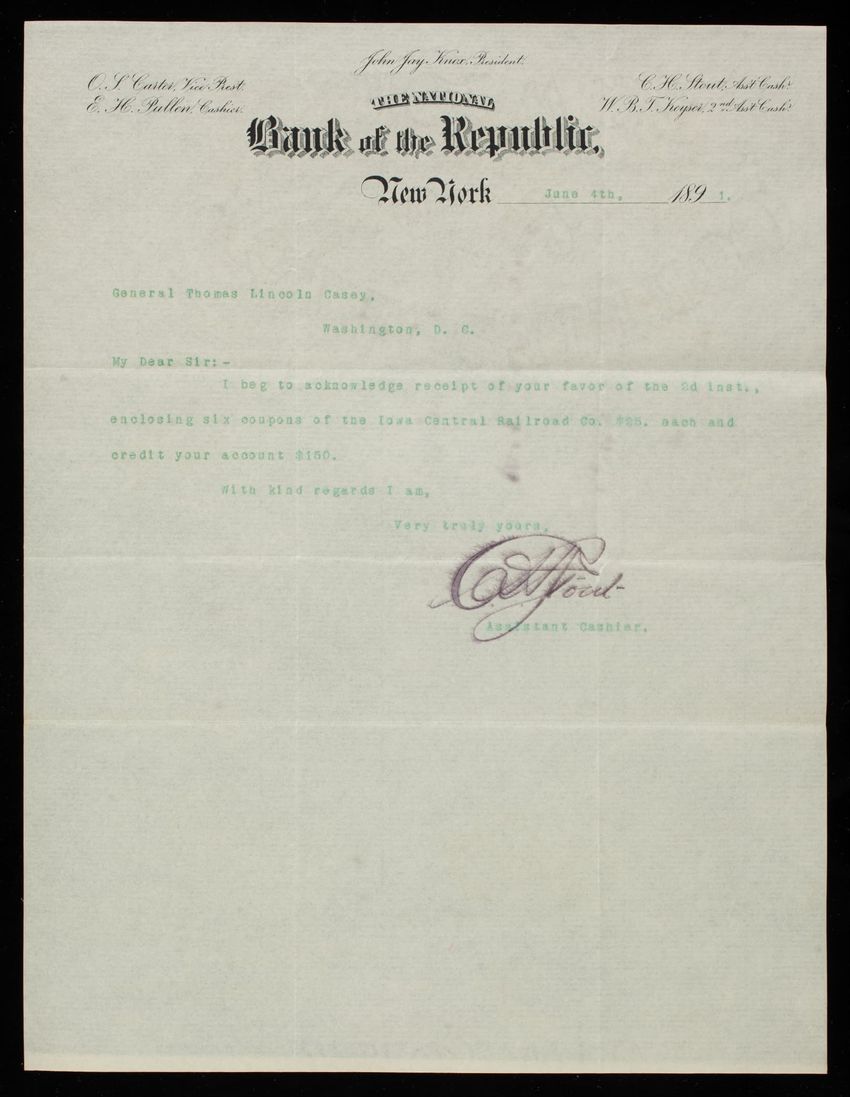 John Jay Knox, President.
O. S. Carter, Vice Prest.
E. H. Pullen, Cashier.
C. H. Stout, Ass't Cash'r
W. B. T. Keyser, 2nd Ass't Cash'r
THE NATIONAL
Bank of the Republic.
New York June 4th, 1891.
General Thomas Lincoln Casey,
Washington, D. C.
My Dear Sir:-
I beg to acknowledge receipt of your favor of the 2d inst.,
enclosing six coupons of the Iowa Central Railroad Co. $25. each and
credit your account $150.
With kind regards I am,
Very truly yours,
C. H. Stout
Assistant Cashier.